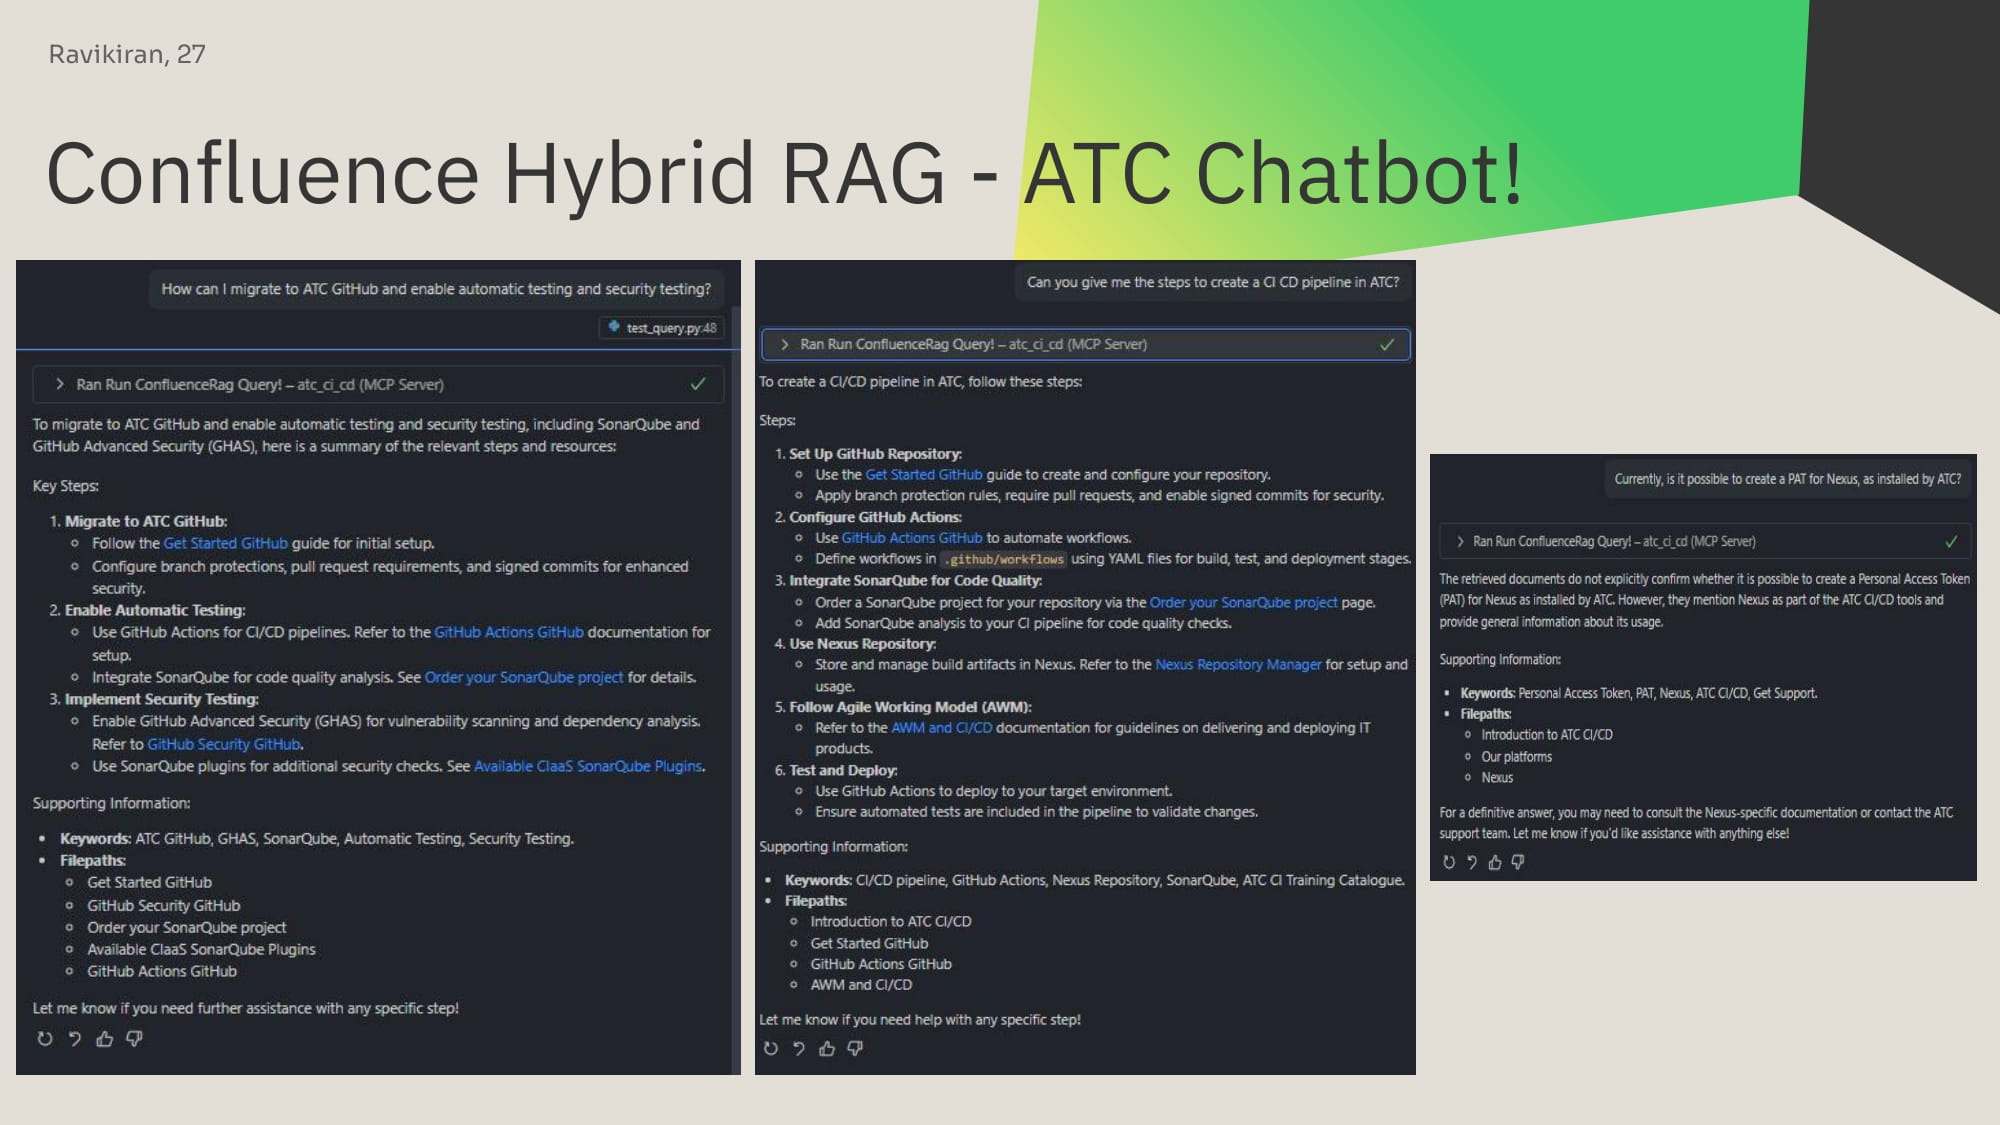 Ravikiran, 27
Confluence Hybrid RAG - ATC Chatbot!
How can I migrate to ATC GitHub and enable automatic testing and security testing?
test_query.py:48
Ran Run ConfluenceRag Query! – atc_ci_cd (MCP Server)
To migrate to ATC GitHub and enable automatic testing and security testing, including SonarQube and
GitHub Advanced Security (GHAS), here is a summary of the relevant steps and resources:
Key Steps:
1. Migrate to ATC GitHub:
Follow the Get Started GitHub guide for initial setup.
Configure branch protections, pull request requirements, and signed commits for enhanced
security.
2. Enable Automatic Testing:
Use GitHub Actions for CI/CD pipelines. Refer to the GitHub Actions GitHub documentation for
setup.
Integrate SonarQube for code quality analysis. See Order your SonarQube project for details.
3. Implement Security Testing:
Enable GitHub Advanced Security (GHAS) for vulnerability scanning and dependency analysis.
Refer to GitHub Security GitHub.
Use SonarQube plugins for additional security checks. See Available ClaaS SonarQube Plugins.
Supporting Information:
Keywords: ATC GitHub, GHAS, SonarQube, Automatic Testing, Security Testing.
Filepaths:
Get Started GitHub
GitHub Security GitHub
Order your SonarQube project
Available ClaaS SonarQube Plugins
GitHub Actions GitHub
Let me know if you need further assistance with any specific step!
Can you give me the steps to create a CI CD pipeline in ATC?
Ran Run ConfluenceRag Query! – atc_ci_cd (MCP Server)
To create a CI/CD pipeline in ATC, follow these steps:
Steps:
1. Set Up GitHub Repository:
Use the Get Started GitHub guide to create and configure your repository.
Apply branch protection rules, require pull requests, and enable signed commits for security.
2. Configure GitHub Actions:
Use GitHub Actions GitHub to automate workflows.
Define workflows in .github/workflows using YAML files for build, test, and deployment stages.
3. Integrate SonarQube for Code Quality:
Order a SonarQube project for your repository via the Order your SonarQube project page.
Add SonarQube analysis to your CI pipeline for code quality checks.
4. Use Nexus Repository:
Store and manage build artifacts in Nexus. Refer to the Nexus Repository Manager for setup and
usage.
5. Follow Agile Working Model (AWM):
Refer to the AWM and CI/CD documentation for guidelines on delivering and deploying IT
products.
6. Test and Deploy:
Use GitHub Actions to deploy to your target environment.
Ensure automated tests are included in the pipeline to validate changes.
Supporting Information:
Keywords: CI/CD pipeline, GitHub Actions, Nexus Repository, SonarQube, ATC CI Training Catalogue.
Filepaths:
Introduction to ATC CI/CD
Get Started GitHub
GitHub Actions GitHub
AWM and CI/CD
Let me know if you need help with any specific step!
Currently, is it possible to create a PAT for Nexus, as installed by ATC?
Ran Run ConfluenceRag Query! – atc_ci_cd (MCP Server)
The retrieved documents do not explicitly confirm whether it is possible to create a Personal Access Token
(PAT) for Nexus as installed by ATC. However, they mention Nexus as part of the ATC CI/CD tools and
provide general information about its usage.
Supporting Information:
Keywords: Personal Access Token, PAT, Nexus, ATC CI/CD, Get Support.
Filepaths:
Introduction to ATC CI/CD
Our platforms
Nexus
For a definitive answer, you may need to consult the Nexus-specific documentation or contact the ATC
support team. Let me know if you'd like assistance with anything else!